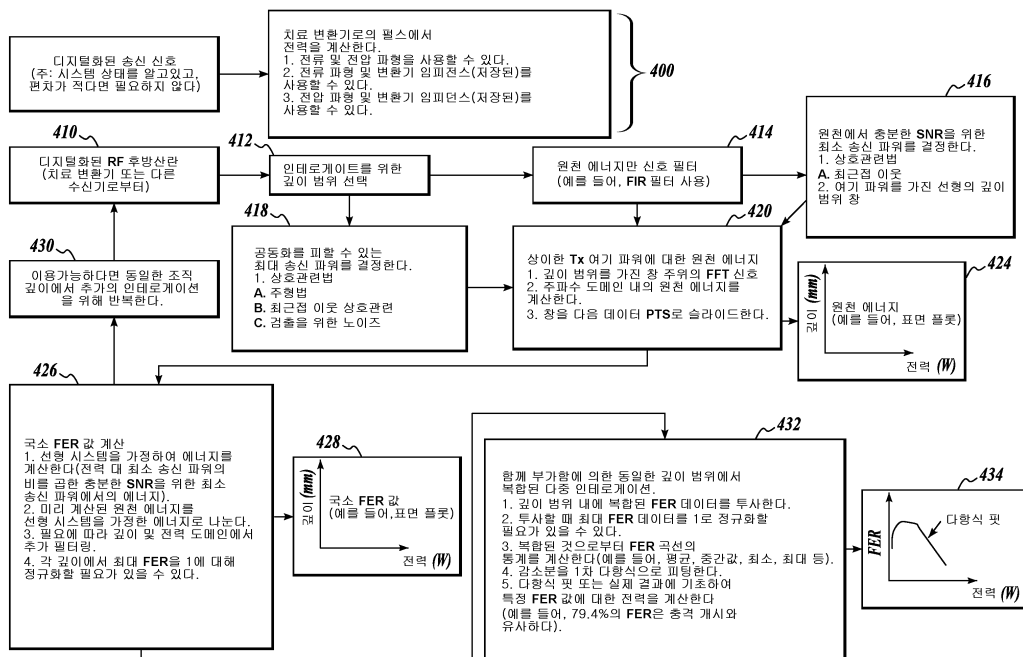 디지털화된 송신 신호
(주: 시스템 상태를 알고있고,
편차가 적다면 필요하지 않다)
치료 변환기로의 펄스에서
전력을 계산한다.
1. 전류 및 전압 파형을 사용할 수 있다.
2. 전류 파형 및 변환기 임피전스(저장된)를
사용할 수 있다.
3. 전압 파형 및 변환기 임피던스(저장된)를
사용할 수 있다.
400
410
디지털화된 RF 후방산란
(치료 변환기 또는 다른
수신기로부터)
412
인테로게이트를 위한
깊이 범위 선택
414
원천 에너지만 신호 필터
(예를 들어, FIR 필터 사용)
416
원천에서 충분한 SNR을 위한
최소 송신 파워를 결정한다.
1. 상호관련법
A. 최근접 이웃
2. 여기 파워를 가진 선형의 깊이
범위 창
418
공동화를 피할 수 있는
최대 송신 파워를 결정한다.
1. 상호관련법
A. 주형법
B. 최근접 이웃 상호관련
C. 검출을 위한 노이즈
420
상이한 Tx 여기 파워에 대한 원천 에너지
1. 깊이 범위를 가진 창 주위의 FFT 신호
2. 주파수 도메인 내의 원천 에너지를
계산한다.
3. 창을 다음 데이터 PTS로 슬라이드한다.
424
깊이 (mm)
원천 에너지
(예를 들어, 표면 플롯)
전력 (W)
430
이용가능하다면 동일한 조직
깊이에서 추가의 인테로게이션
을 위해 반복한다.
426
국소 FER 값 계산
1. 선형 시스템을 가정하여 에너지를
계산한다(전력 대 최소 송신 파워의
비를 곱한 충분한 SNR을 위한 최소
송신 파워에서의 에너지).
2. 미리 계산된 원천 에너지를
선형 시스템을 가정한 에너지로 나눈다.
3. 필요에 따라 깊이 및 전력 도메인에서
추가 필터링.
4. 각 깊이에서 최대 FER을 1에 대해
정규화할 필요가 있을 수 있다.
428
깊이 (mm)
국소 FER 값
(예를 들어,표면 플롯)
전력 (W)
432
함께 부가함에 의한 동일한 깊이 범위에서
복합된 다중 인테로게이션.
1. 깊이 범위 내에 복합된 FER 데이터를 투사한다.
2. 투사할 때 최대 FER 데이터를 1로 정규화할
필요가 있을 수 있다.
3. 복합된 것으로부터 FER 곡선의
통계를 계산한다(예를 들어, 평균, 중간값, 최소, 최대 등).
4. 감소분을 1차 다항식으로 피팅한다.
5. 다항식 핏 또는 실제 결과에 기초하여
특정 FER 값에 대한 전력을 계산한다
(예를 들어, 79.4%의 FER은 충격 개시와
유사하다).
434
FER
다항식 핏
전력 (W)